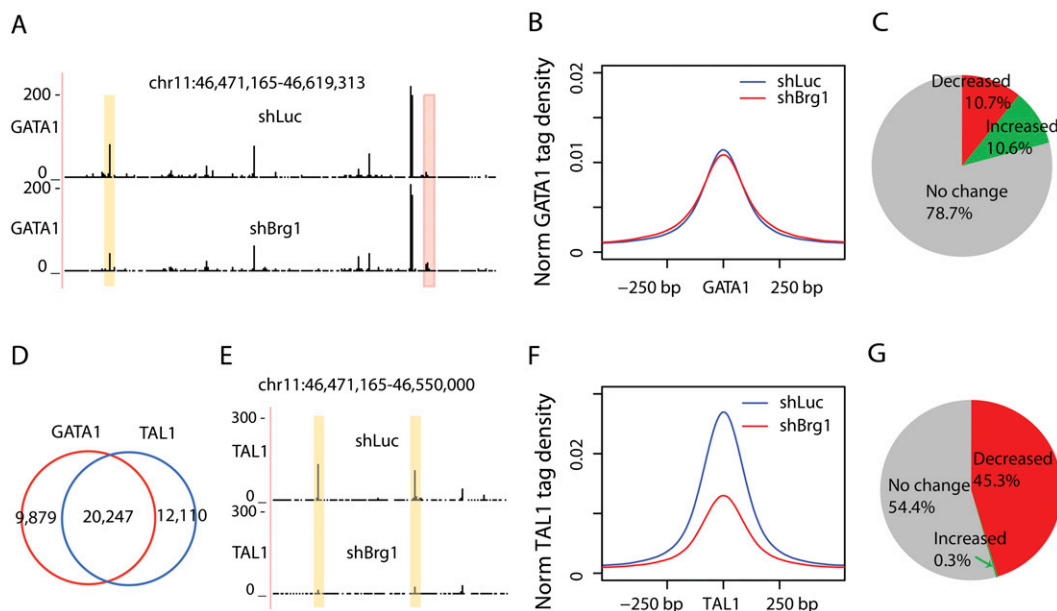 A
chr11:46,471,165-46,619,313
200 -
GATA1
shLuc
0 _
200 -
GATA1
shBrg1
0 _
B
Norm GATA1 tag density
0.02
0.01
0
shLuc
shBrg1
−250 bp
GATA1
250 bp
C
Decreased
10.7%
Increased
10.6%
No change
78.7%
D
GATA1
TAL1
9,879
20,247
12,110
E
chr11:46,471,165-46,550,000
300 -
TAL1
shLuc
0 _
300 -
TAL1
shBrg1
0 _
F
Norm TAL1 tag density
0.02
0
shLuc
shBrg1
−250 bp
TAL1
250 bp
G
Decreased
45.3%
No change
54.4%
Increased
0.3%